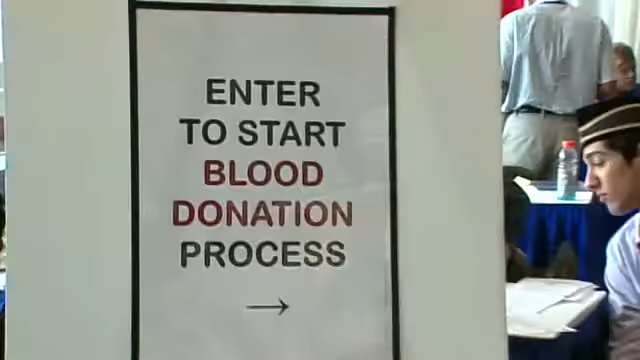 ENTER
TO START
BLOOD
DONATION
PROCESS
→